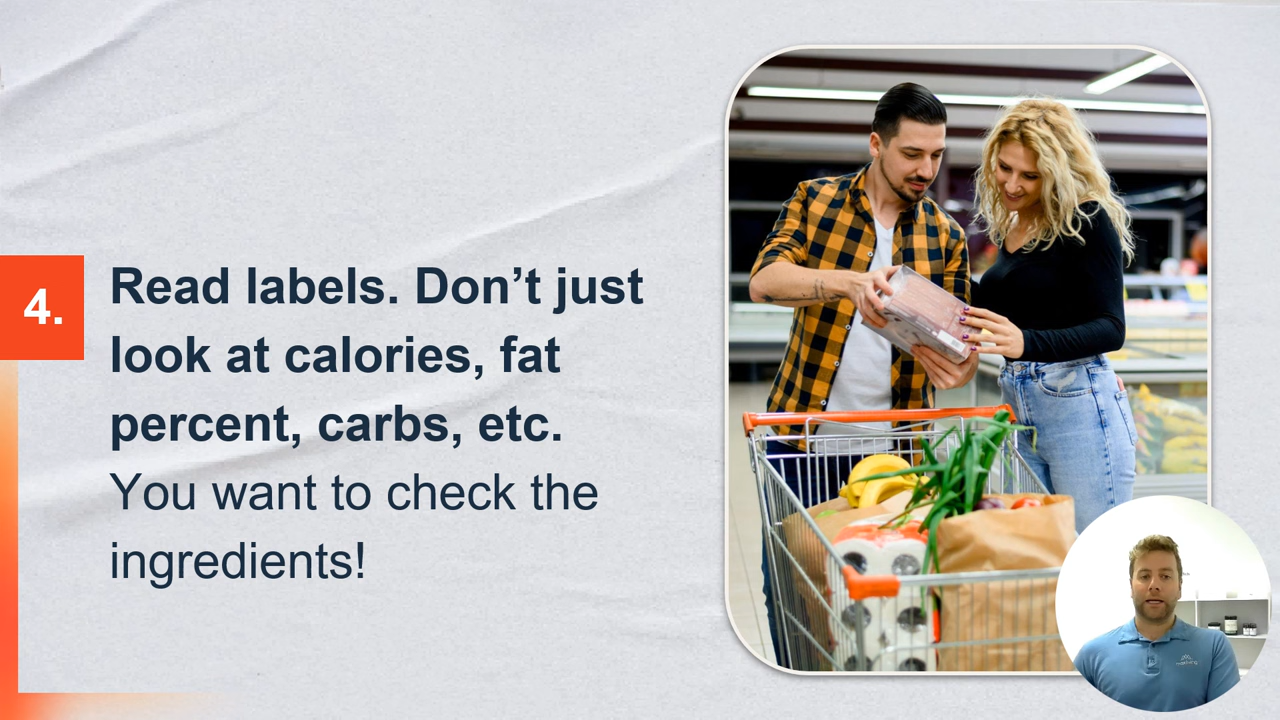 4.
Read labels. Don’t just
look at calories, fat
percent, carbs, etc.
You want to check the
ingredients!